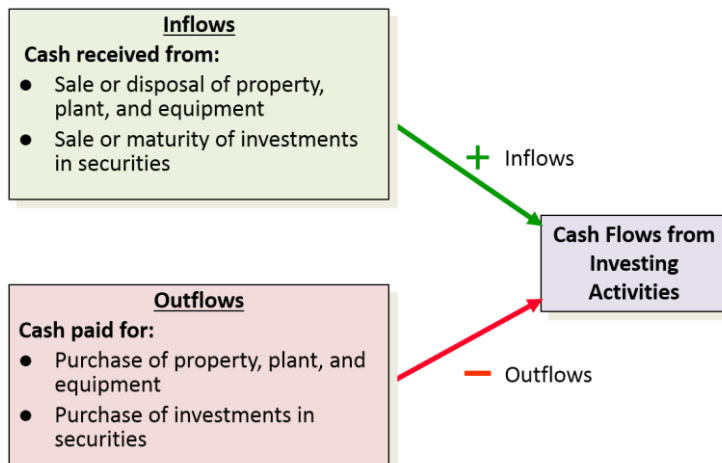 Inflows
Cash received from:
● Sale or disposal of property,
plant, and equipment
● Sale or maturity of investments
in securities
+ Inflows
Cash Flows from
Investing
Activities
Outflows
Cash paid for:
● Purchase of property, plant, and
equipment
● Purchase of investments in
securities
− Outflows